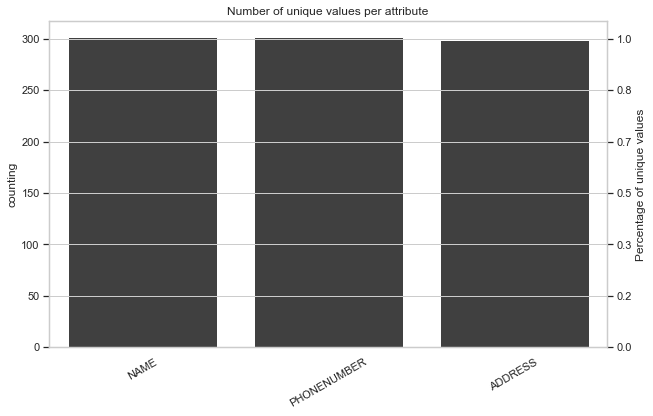 Number of unique values per attribute
counting
300
250
200
150
100
50
0
1.0
0.8
0.7
0.5
0.3
0.2
0.0
Percentage of unique values
NAME
PHONENUMBER
ADDRESS